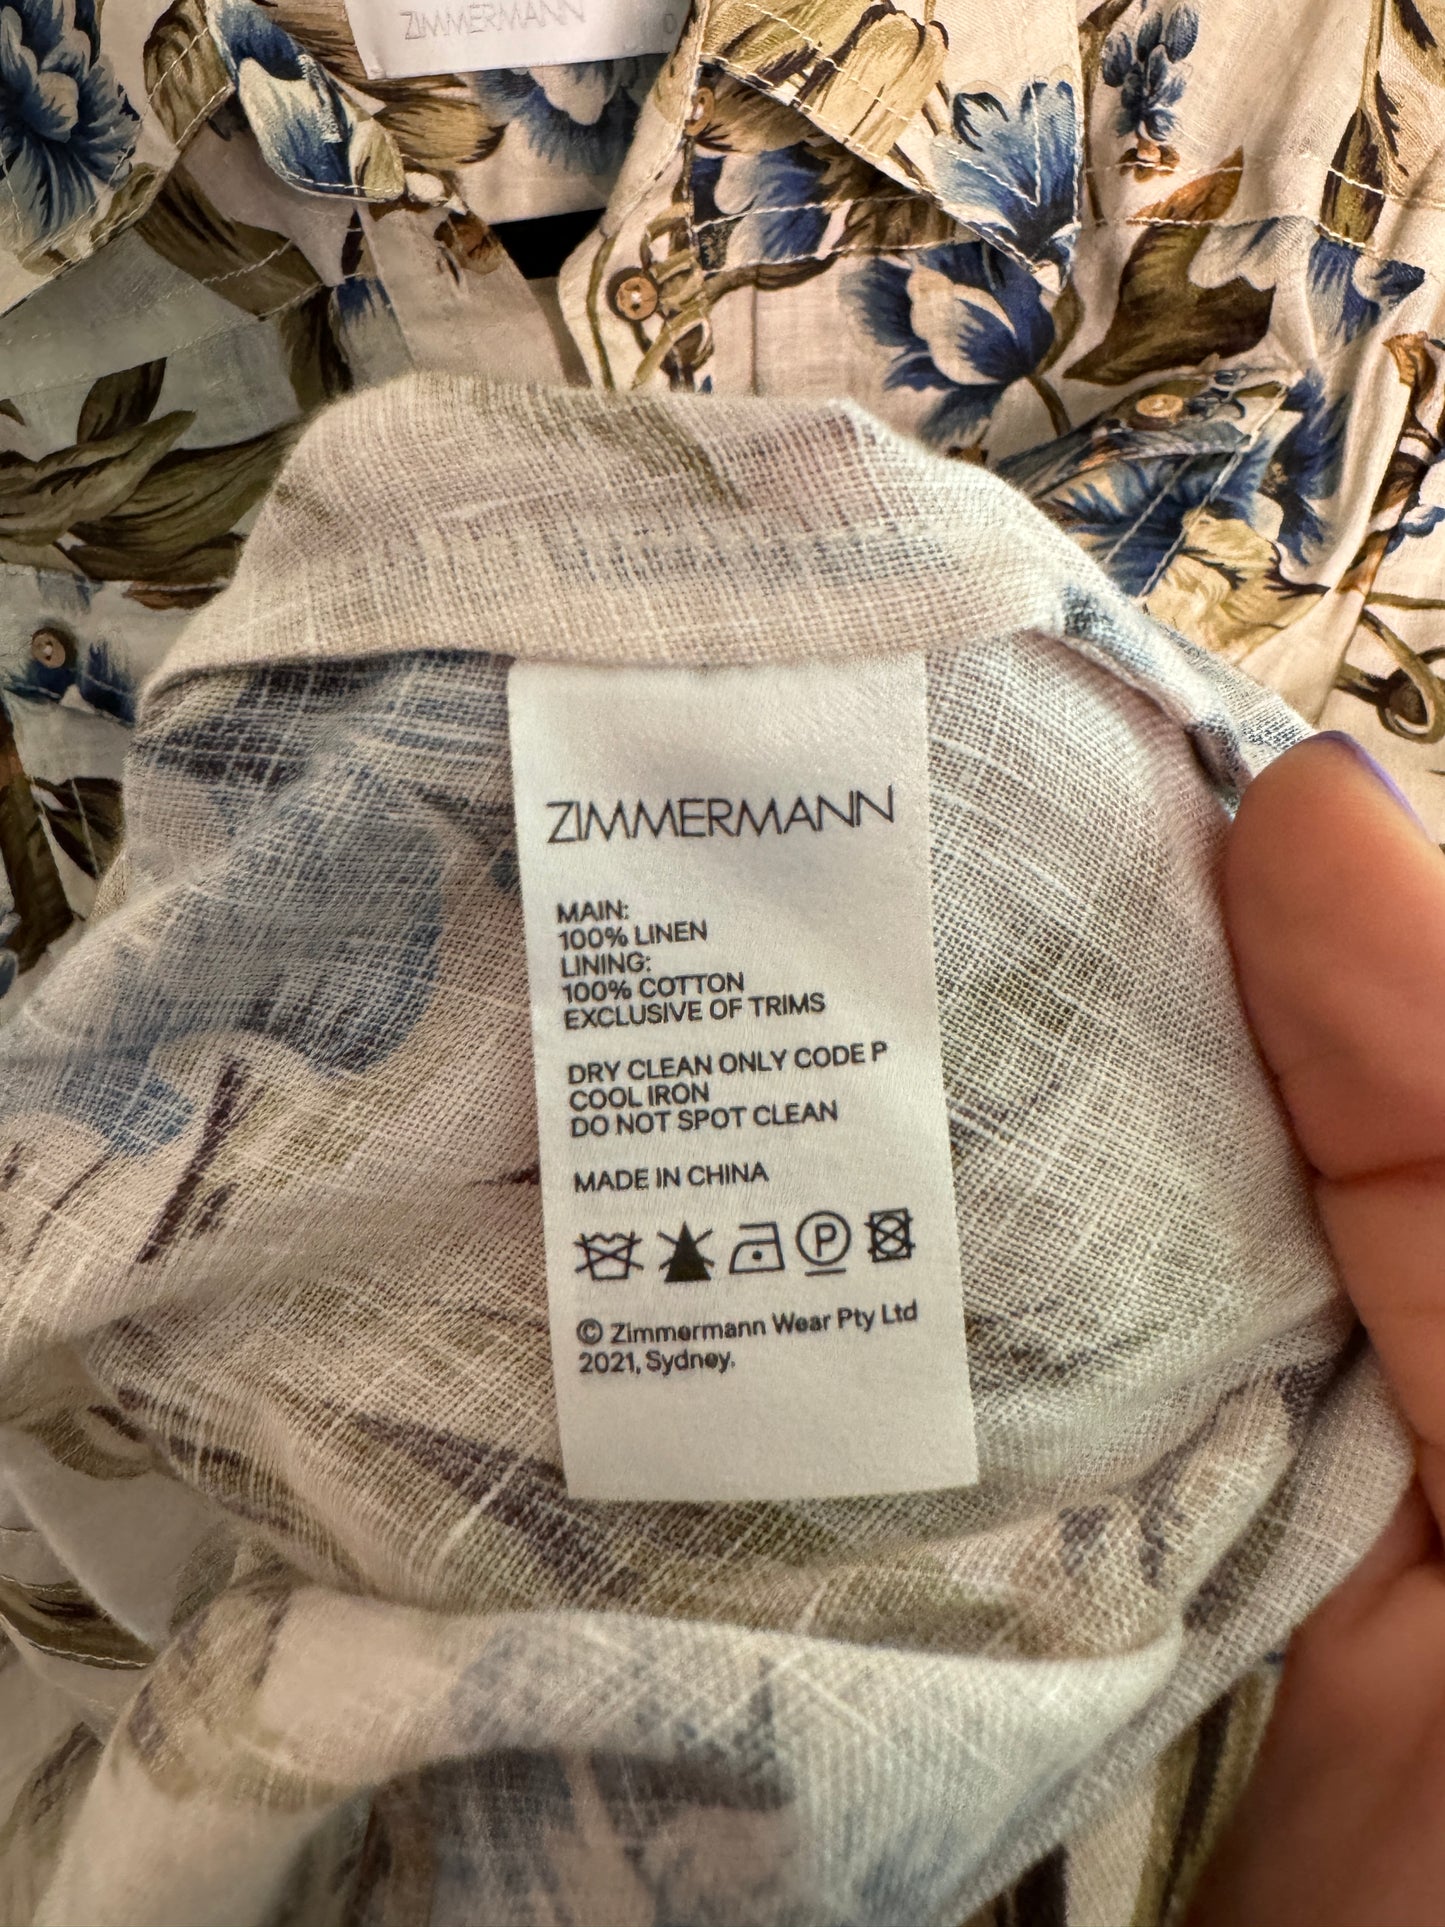 ZIMMERMANN 0
ZIMMERMANN
MAIN:
100% LINEN
LINING:
100% COTTON
EXCLUSIVE OF TRIMS
DRY CLEAN ONLY CODE P
COOL IRON
DO NOT SPOT CLEAN
MADE IN CHINA
P
© Zimmermann Wear Pty Ltd
2021, Sydney.